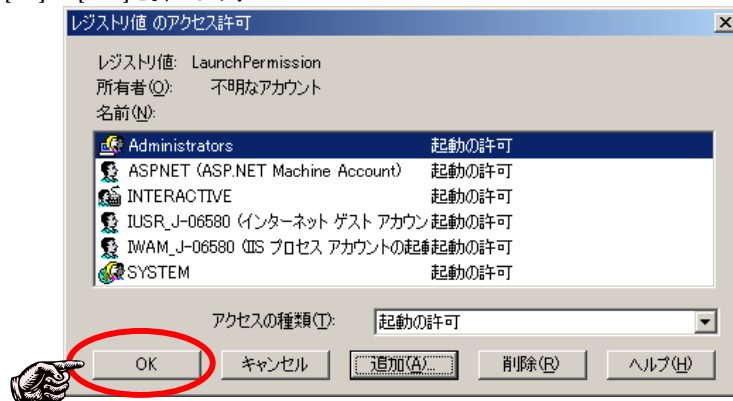 レジストリ値 のアクセス許可
レジストリ値: LaunchPermission
所有者(O): 不明なアカウント
名前(N):
Administrators 起動の許可
ASPNET (ASP.NET Machine Account) 起動の許可
INTERACTIVE 起動の許可
IUSR_J-06580 (インターネット ゲスト アカウン 起動の許可
IWAM_J-06580 (IIS プロセス アカウントの起動 起動の許可
SYSTEM 起動の許可
アクセスの種類(T): 起動の許可
OK キャンセル 追加(A)... 削除(R) ヘルプ(H)